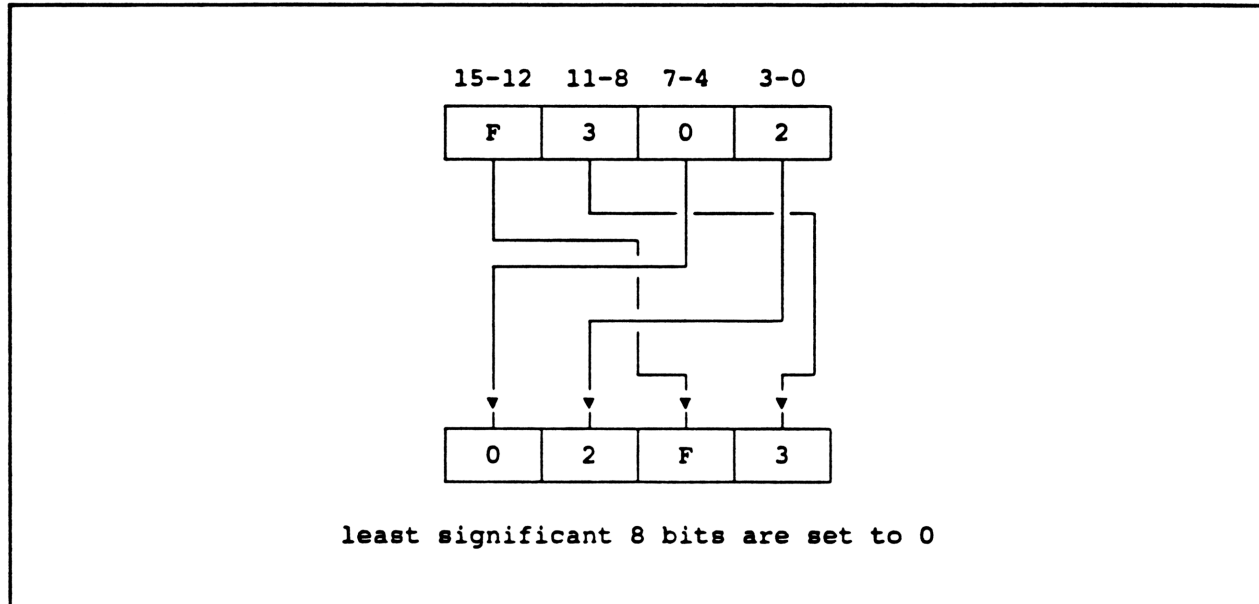 15-12 11-8 7-4 3-0
F 3 0 2
0 2 F 3
least significant 8 bits are set to 0